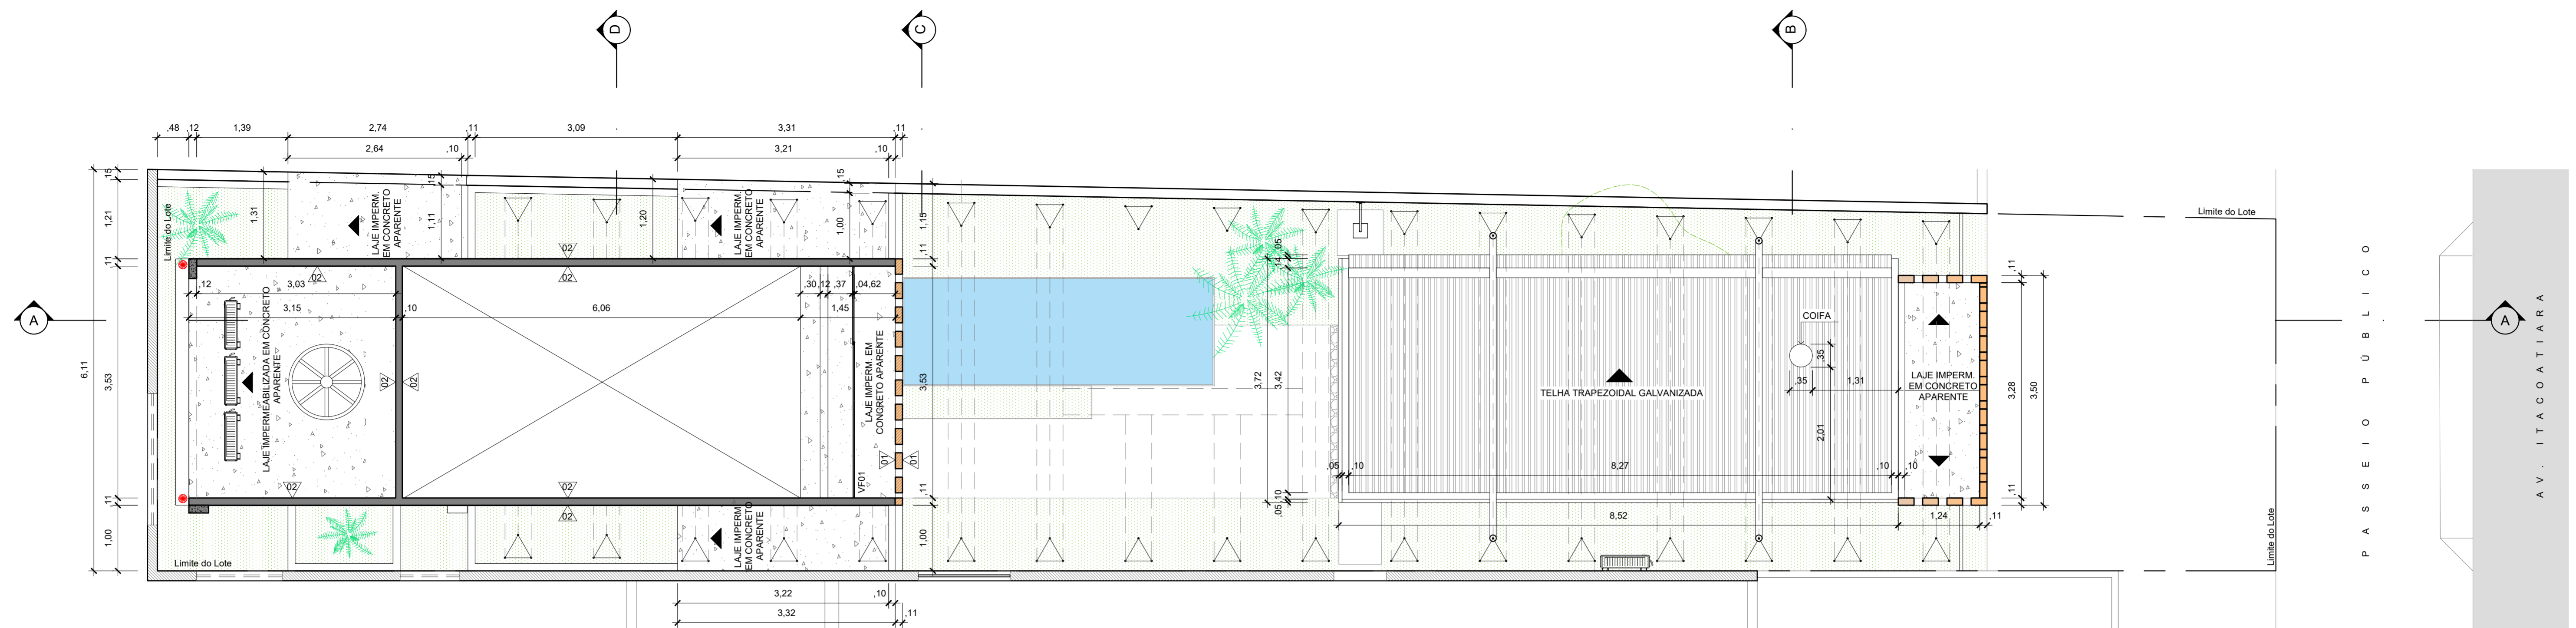 D
C
B
,48
,12
1,39
2,74
,11
3,09
3,31
,11
2,64
,10
3,21
,10
,15
1,21
,11
6,11
3,53
,11
1,00
Limite do Lote
1,31
LAJE IMPERM.
EM CONCRETO
APARENTE
,15
1,11
02
1,20
LAJE IMPERM.
EM CONCRETO
APARENTE
,15
1,00
1,15
,11
Limite do Lote
A
02
02
,12
3,03
3,15
,10
6,06
,30
,12
,37
,04
,62
1,45
LAJE IMPERMEABILIZADA EM CONCRETO
APARENTE
02
02
LAJE IMPERM. EM
CONCRETO APARENTE
3,53
VF01
01
01
,11
02
02
02
1,00
LAJE IMPERM.
EM CONCRETO
APARENTE
Limite do Lote
3,22
,10
3,32
,11
,05
,14
3,72
3,42
,10
,05
,05
,10
8,27
,10
,10
TELHA TRAPEZOIDAL GALVANIZADA
COIFA
,35
,35
1,31
2,01
LAJE IMPERM.
EM CONCRETO
APARENTE
,11
3,28
3,50
,11
8,52
1,24
,11
Limite do Lote
PASSEIO PÚBLICO
A
AV. ITACOATIARA